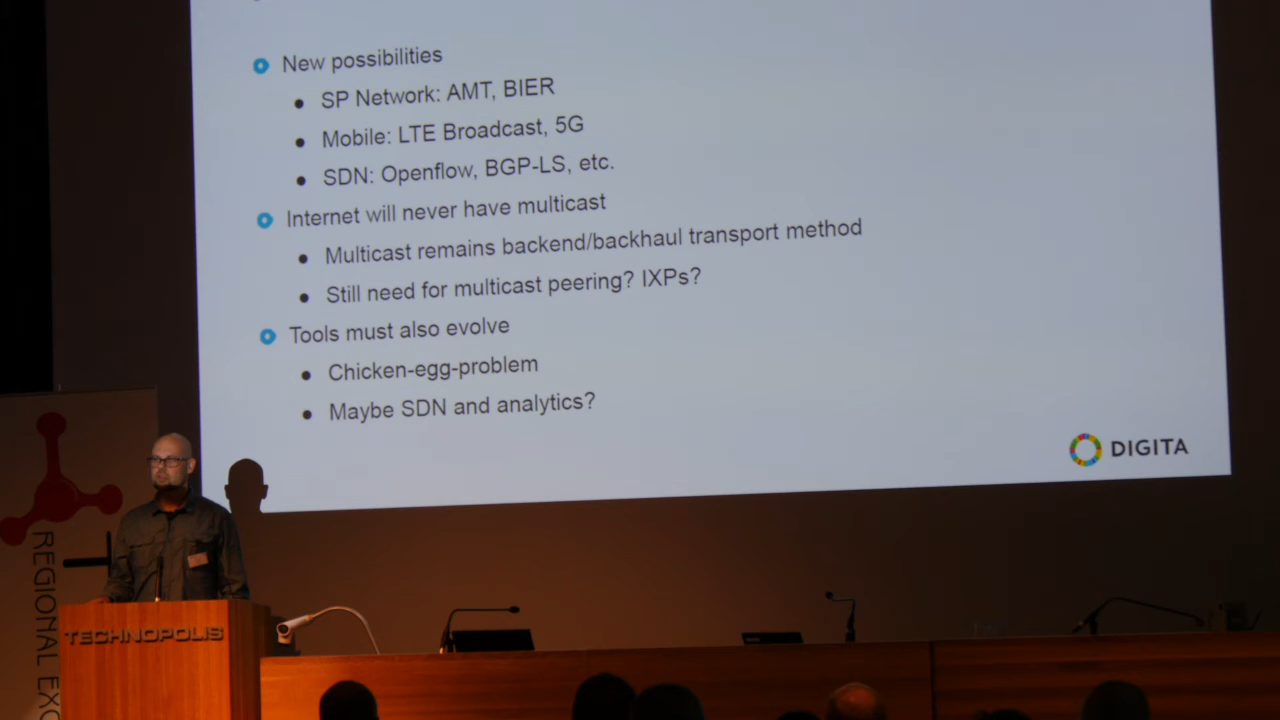 New possibilities
SP Network: AMT, BIER
Mobile: LTE Broadcast, 5G
SDN: Openflow, BGP-LS, etc.
Internet will never have multicast
Multicast remains backend/backhaul transport method
Still need for multicast peering? IXPs?
Tools must also evolve
Chicken-egg-problem
Maybe SDN and analytics?
DIGITA
REGIONAL EXC
TECHNOPOLIS